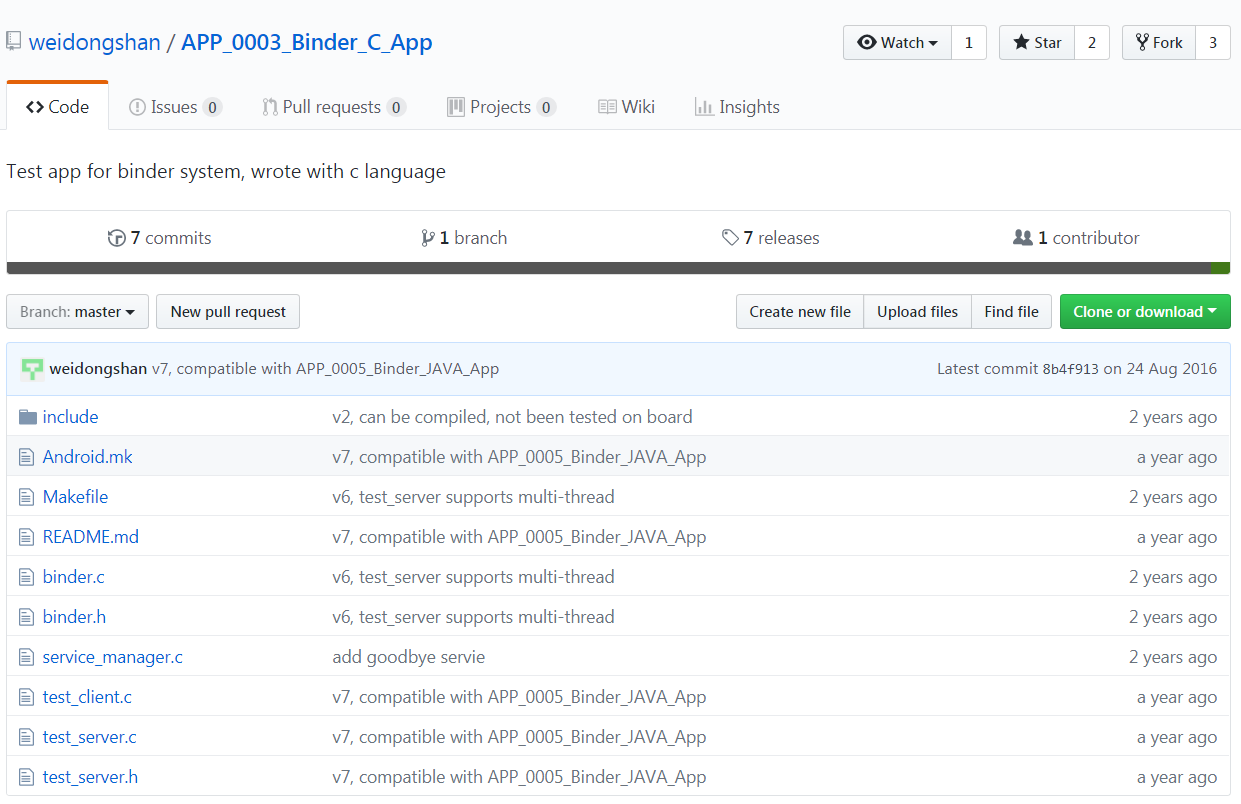 weidongshan / APP_0003_Binder_C_App Watch 1 Star 2 Fork 3
Code Issues 0 Pull requests 0 Projects 0 Wiki Insights
Test app for binder system, wrote with c language
7 commits 1 branch 7 releases 1 contributor
Branch: master New pull request Create new file Upload files Find file Clone or download
weidongshan v7, compatible with APP_0005_Binder_JAVA_App Latest commit 8b4f913 on 24 Aug 2016
include v2, can be compiled, not been tested on board 2 years ago
Android.mk v7, compatible with APP_0005_Binder_JAVA_App a year ago
Makefile v6, test_server supports multi-thread 2 years ago
README.md v7, compatible with APP_0005_Binder_JAVA_App a year ago
binder.c v6, test_server supports multi-thread 2 years ago
binder.h v6, test_server supports multi-thread 2 years ago
service_manager.c add goodbye servie 2 years ago
test_client.c v7, compatible with APP_0005_Binder_JAVA_App a year ago
test_server.c v7, compatible with APP_0005_Binder_JAVA_App a year ago
test_server.h v7, compatible with APP_0005_Binder_JAVA_App a year ago